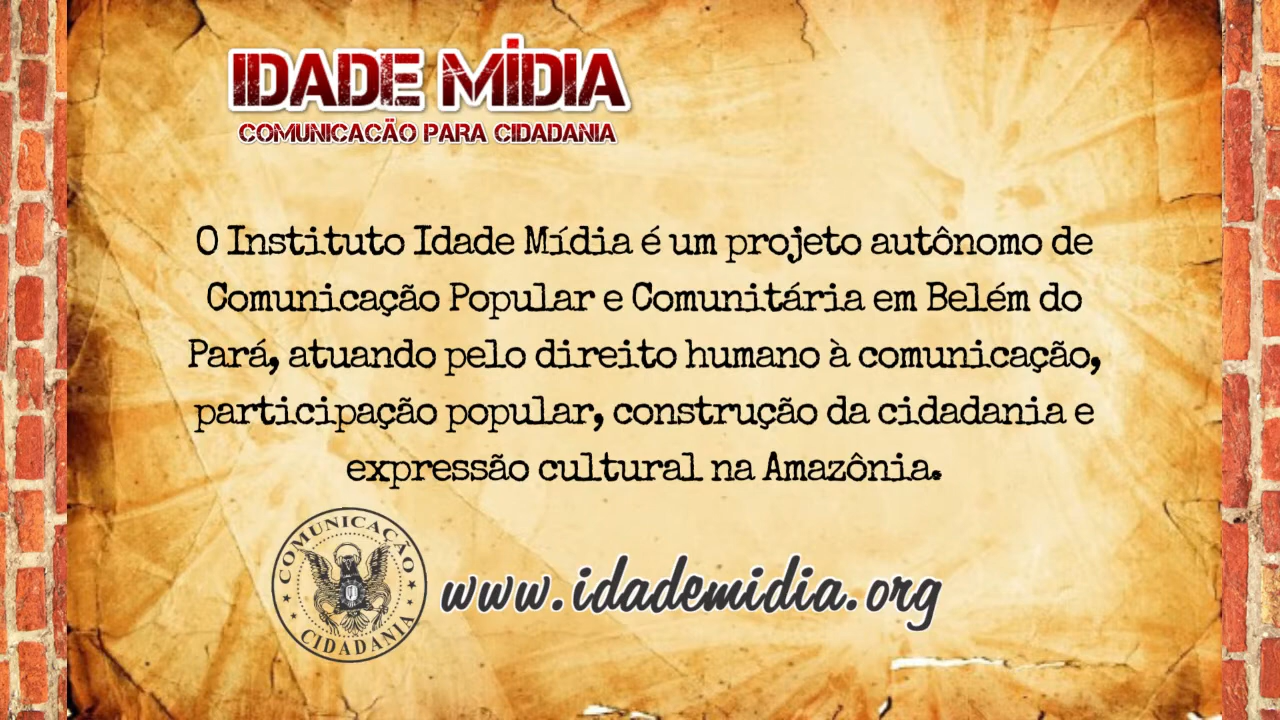 IDADE MÍDIA
COMUNICACÃO PARA CIDADANIA
O Instituto Idade Mídia é um projeto autônomo de
Comunicação Popular e Comunitária em Belém do
Pará, atuando pelo direito humano à comunicação,
participação popular, construção da cidadania e
expressão cultural na Amazônia.
COMUNICAÇÃO
CIDADANIA
www.idademidia.org